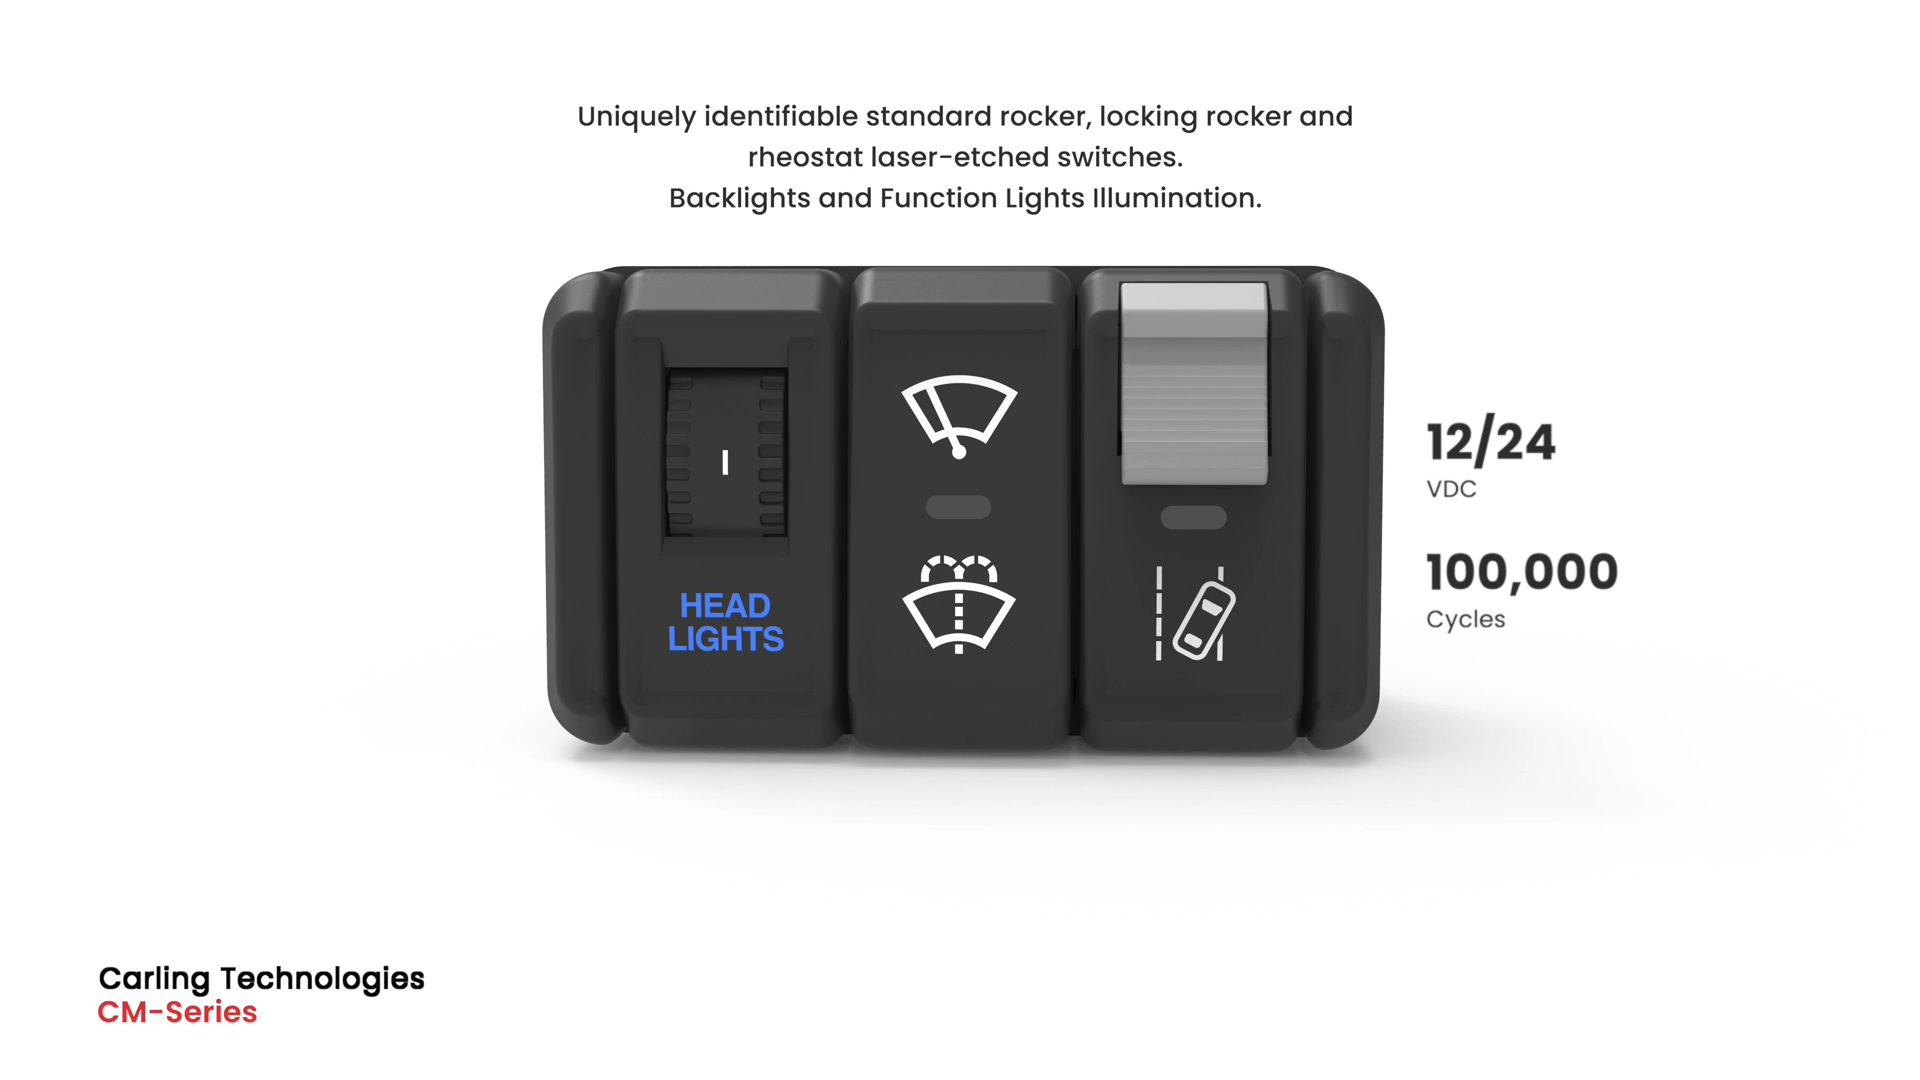 Uniquely identifiable standard rocker, locking rocker and
rheostat laser-etched switches.
Backlights and Function Lights Illumination.
HEAD
LIGHTS
12/24
VDC
100,000
Cycles
Carling Technologies
CM-Series